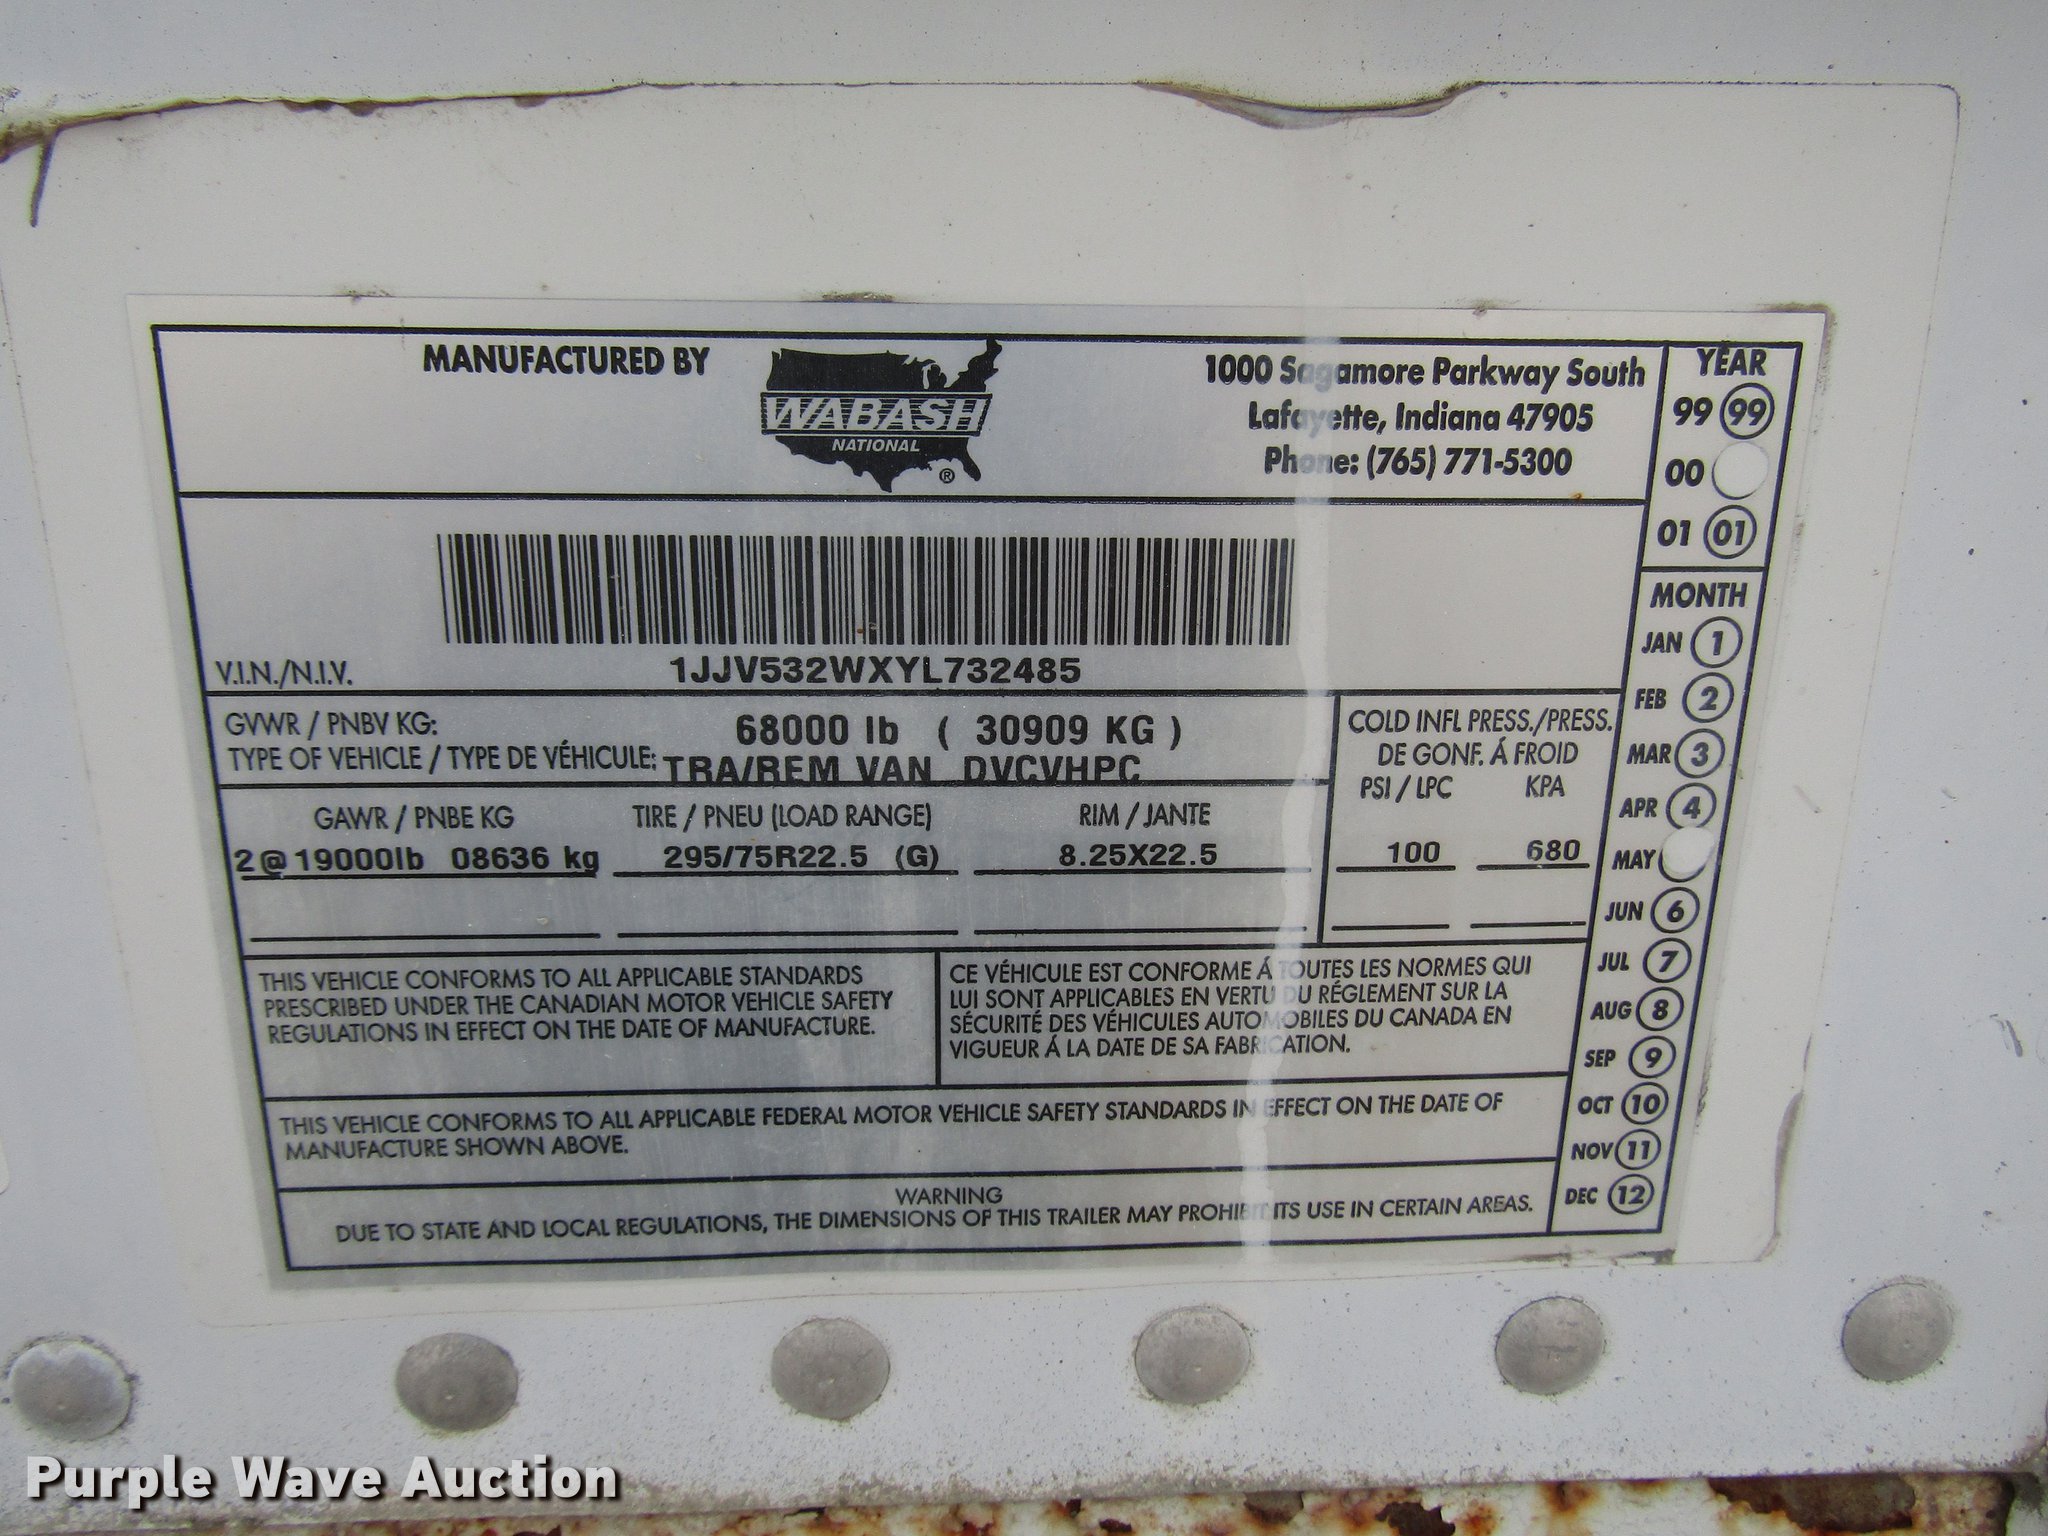 MANUFACTURED BY
WABASH
NATIONAL
®
1000 Sagamore Parkway South
Lafayette, Indiana 47905
Phone: (765) 771-5300
YEAR
99 99
00
01 01
MONTH
JAN 1
FEB 2
MAR 3
APR 4
MAY
JUN 6
JUL 7
AUG 8
SEP 9
OCT 10
NOV 11
DEC 12
V.I.N./N.I.V. 1JJV532WXYL732485
GVWR / PNBV KG: 68000 lb ( 30909 KG )
TYPE OF VEHICLE / TYPE DE VÉHICULE: TRA/REM VAN DVCVHPC
COLD INFL PRESS./PRESS.
DE GONF. Á FROID
PSI / LPC KPA
100 680
GAWR / PNBE KG TIRE / PNEU (LOAD RANGE) RIM / JANTE
2@19000lb 08636 kg 295/75R22.5 (G) 8.25X22.5
THIS VEHICLE CONFORMS TO ALL APPLICABLE STANDARDS
PRESCRIBED UNDER THE CANADIAN MOTOR VEHICLE SAFETY
REGULATIONS IN EFFECT ON THE DATE OF MANUFACTURE.
CE VÉHICULE EST CONFORME Á TOUTES LES NORMES QUI
LUI SONT APPLICABLES EN VERTU DU RÉGLEMENT SUR LA
SÉCURITÉ DES VÉHICULES AUTOMOBILES DU CANADA EN
VIGUEUR Á LA DATE DE SA FABRICATION.
THIS VEHICLE CONFORMS TO ALL APPLICABLE FEDERAL MOTOR VEHICLE SAFETY STANDARDS IN EFFECT ON THE DATE OF
MANUFACTURE SHOWN ABOVE.
WARNING
DUE TO STATE AND LOCAL REGULATIONS, THE DIMENSIONS OF THIS TRAILER MAY PROHIBIT ITS USE IN CERTAIN AREAS.
Purple Wave Auction